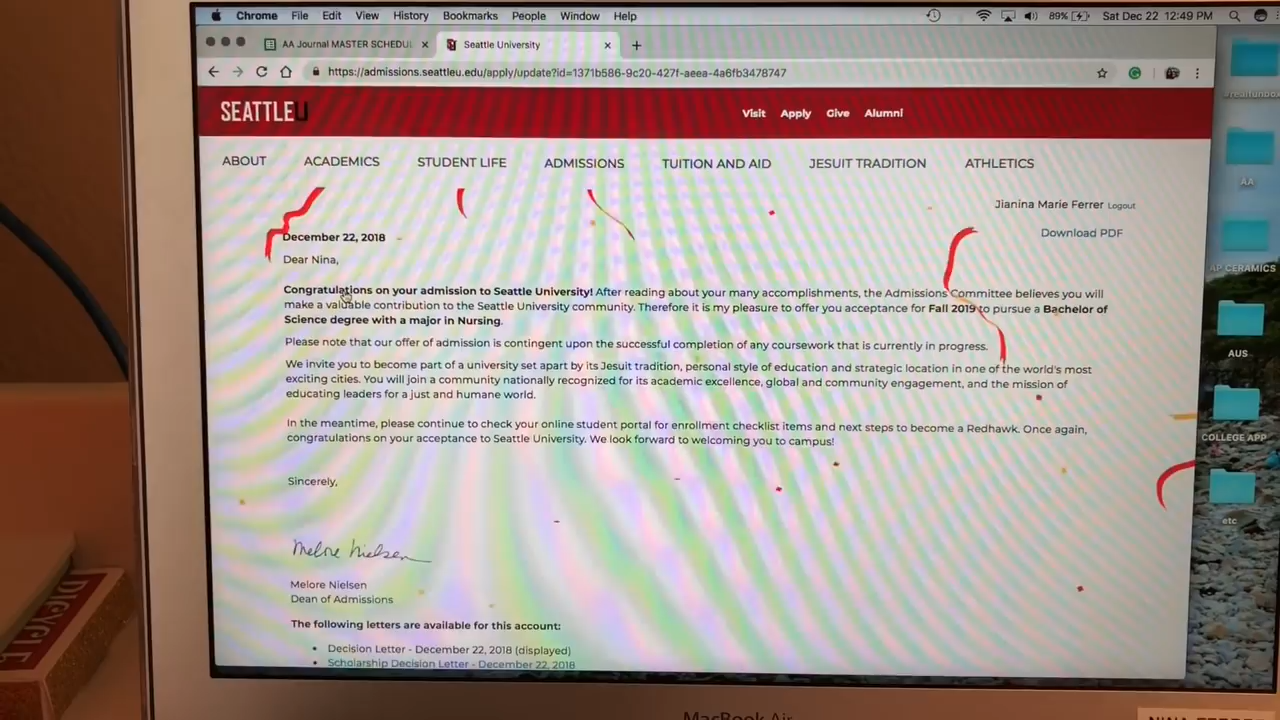 Chrome File Edit View History Bookmarks People Window Help 89% Sat Dec 22 12:49 PM
AA Journal MASTER SCHEDUL Seattle University
https://admissions.seattleu.edu/apply/update?id=1371b586-9c20-427f-aeea-4a6fb3478747
#realfunbox
SEATTLEU Visit Apply Give Alumni
ABOUT ACADEMICS STUDENT LIFE ADMISSIONS TUITION AND AID JESUIT TRADITION ATHLETICS
AA
Jianina Marie Ferrer Logout
Download PDF
December 22, 2018
Dear Nina,
AP CERAMICS
Congratulations on your admission to Seattle University! After reading about your many accomplishments, the Admissions Committee believes you will
make a valuable contribution to the Seattle University community. Therefore it is my pleasure to offer you acceptance for Fall 2019 to pursue a Bachelor of
Science degree with a major in Nursing.
Please note that our offer of admission is contingent upon the successful completion of any coursework that is currently in progress.
AUS
We invite you to become part of a university set apart by its Jesuit tradition, personal style of education and strategic location in one of the world's most
exciting cities. You will join a community nationally recognized for its academic excellence, global and community engagement, and the mission of
educating leaders for a just and humane world.
In the meantime, please continue to check your online student portal for enrollment checklist items and next steps to become a Redhawk. Once again,
congratulations on your acceptance to Seattle University. We look forward to welcoming you to campus!
COLLEGE APP
Sincerely,
etc
Melore Nielsen
Melore Nielsen
Dean of Admissions
The following letters are available for this account:
• Decision Letter - December 22, 2018 (displayed)
• Scholarship Decision Letter - December 22, 2018
BICYCLE
MacBook Air
NINA FERRER